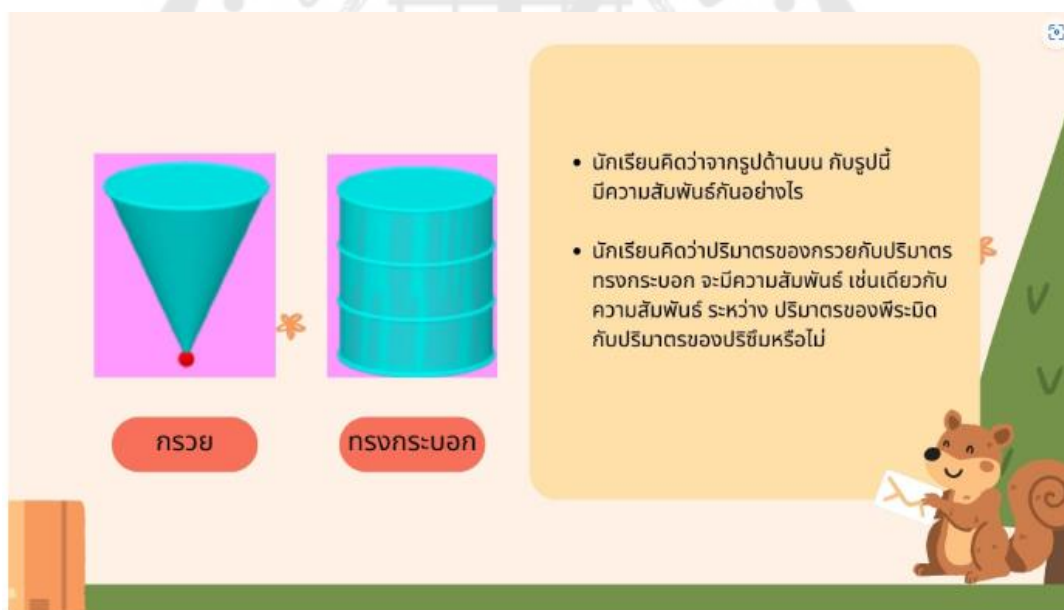 นักเรียนคิดว่าจากรูปด้านบน กับรูปนี้
มีความสัมพันธ์กันอย่างไร
นักเรียนคิดว่าปริมาตรของกรวยกับปริมาตร
ทรงกระบอก จะมีความสัมพันธ์ เช่นเดียวกับ
ความสัมพันธ์ ระหว่าง ปริมาตรของพีระมิด
กับปริมาตรของปริซึมหรือไม่
กรวย
ทรงกระบอก